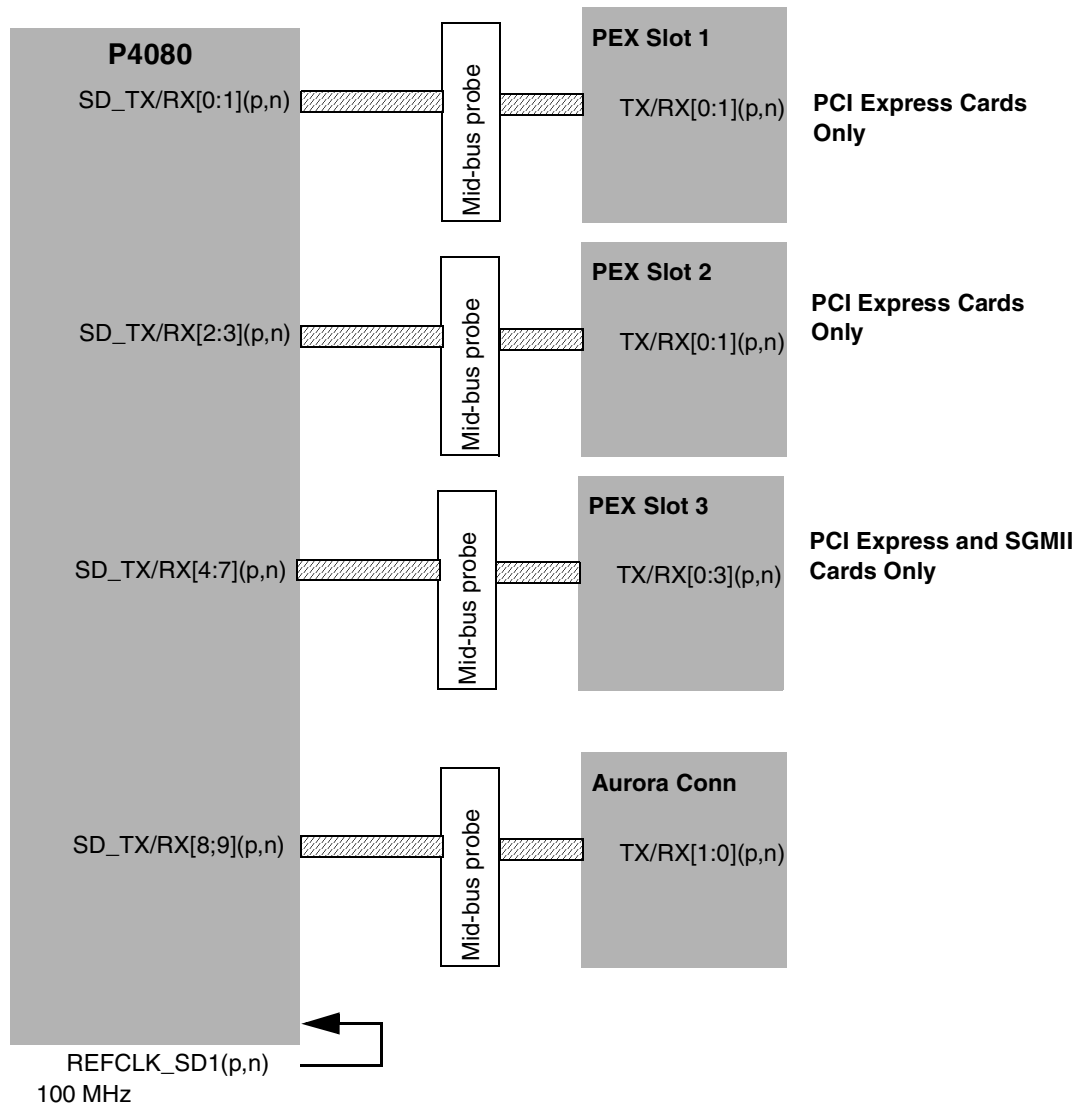 P4080
SD_TX/RX[0:1](p,n)
Mid-bus probe
PEX Slot 1
TX/RX[0:1](p,n)
PCI Express Cards
Only
SD_TX/RX[2:3](p,n)
Mid-bus probe
PEX Slot 2
TX/RX[0:1](p,n)
PCI Express Cards
Only
SD_TX/RX[4:7](p,n)
Mid-bus probe
PEX Slot 3
TX/RX[0:3](p,n)
PCI Express and SGMII
Cards Only
SD_TX/RX[8;9](p,n)
Mid-bus probe
Aurora Conn
TX/RX[1:0](p,n)
REFCLK_SD1(p,n)
100 MHz